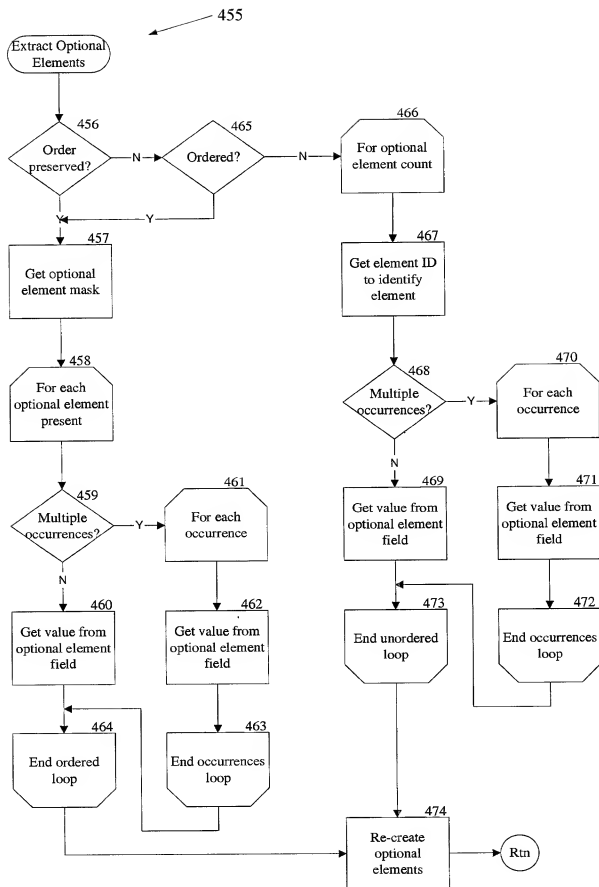 455
Extract Optional
Elements
456
Order
preserved?
N
465
Ordered?
N
466
For optional
element count
Y
Y
457
Get optional
element mask
467
Get element ID
to identify
element
458
For each
optional element
present
468
Multiple
occurrences?
Y
470
For each
occurrence
N
459
Multiple
occurrences?
Y
461
For each
occurrence
N
469
Get value from
optional element
field
471
Get value from
optional element
field
460
Get value from
optional element
field
462
Get value from
optional element
field
473
End unordered
loop
472
End occurrences
loop
464
End ordered
loop
463
End occurrences
loop
474
Re-create
optional
elements
Rtn